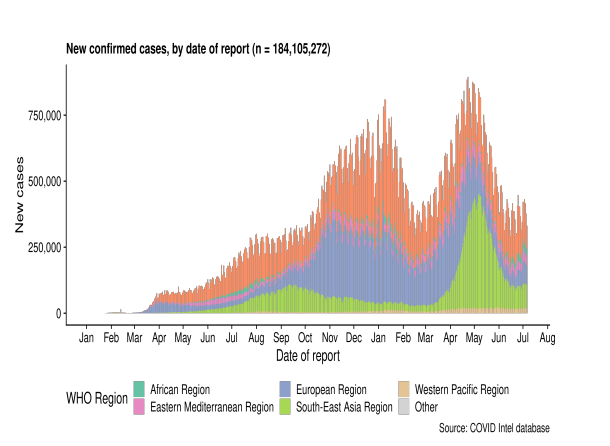 New confirmed cases, by date of report (n = 184,105,272)
750,000
500,000
250,000
0
New cases
Jan Feb Mar Apr May Jun Jul Aug Sep Oct Nov Dec Jan Feb Mar Apr May Jun Jul Aug
Date of report
WHO Region
African Region European Region Western Pacific Region
Eastern Mediterranean Region South-East Asia Region Other
Source: COVID Intel database